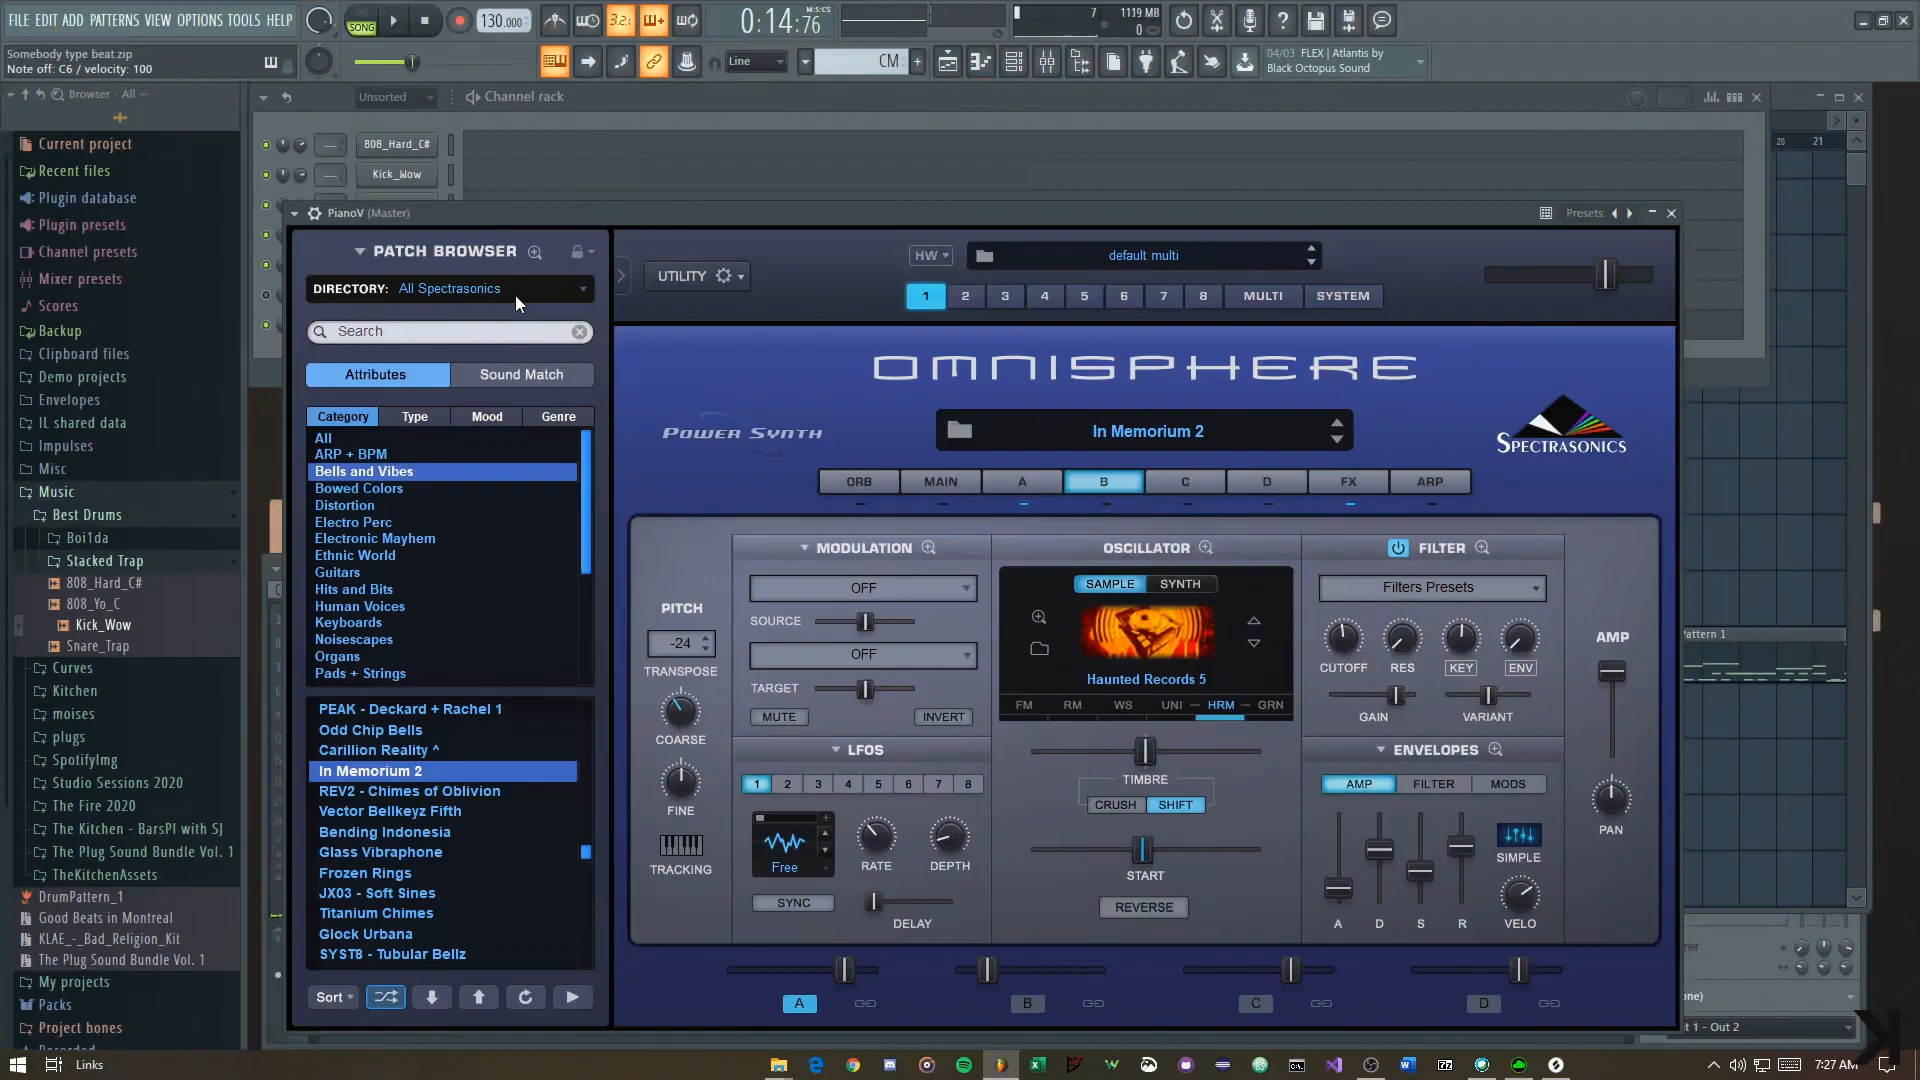 FILE EDIT ADD PATTERNS VIEW OPTIONS TOOLS HELP
PAT
SONG
130.000
3.2.
0:14:76
M:S:CS
7
1119 MB
0
Somebody type beat.zip
Note off: C6 / velocity: 100
Line
CM
04/03 FLEX | Atlantis by
Black Octopus Sound
Browser - All
Unsorted
Channel rack
Current project
Recent files
Plugin database
Plugin presets
Channel presets
Mixer presets
Scores
Backup
Clipboard files
Demo projects
Envelopes
IL shared data
Impulses
Misc
Music
Best Drums
Boi1da
Stacked Trap
808_Hard_C#
808_Yo_C
Kick_Wow
Snare_Trap
Curves
Kitchen
moises
plugs
SpotifyImg
Studio Sessions 2020
The Fire 2020
The Kitchen - BarsPI with SJ
The Plug Sound Bundle Vol. 1
TheKitchenAssets
DrumPattern_1
Good Beats in Montreal
KLAE_-_Bad_Religion_Kit
The Plug Sound Bundle Vol. 1
My projects
Packs
Project bones
808_Hard_C#
Kick_Wow
20
21
PianoV (Master)
Presets
PATCH BROWSER
DIRECTORY: All Spectrasonics
Search
Attributes
Sound Match
Category
Type
Mood
Genre
All
ARP + BPM
Bells and Vibes
Bowed Colors
Distortion
Electro Perc
Electronic Mayhem
Ethnic World
Guitars
Hits and Bits
Human Voices
Keyboards
Noisescapes
Organs
Pads + Strings
PEAK - Deckard + Rachel 1
Odd Chip Bells
Carillion Reality ^
In Memorium 2
REV2 - Chimes of Oblivion
Vector Bellkeyz Fifth
Bending Indonesia
Glass Vibraphone
Frozen Rings
JX03 - Soft Sines
Titanium Chimes
Glock Urbana
SYST8 - Tubular Bellz
Sort
UTILITY
HW
default multi
1
2
3
4
5
6
7
8
MULTI
SYSTEM
OMNISPHERE
POWER SYNTH
In Memorium 2
SPECTRASONICS
ORB
MAIN
A
B
C
D
FX
ARP
PITCH
-24
TRANSPOSE
COARSE
FINE
TRACKING
MODULATION
OFF
SOURCE
OFF
TARGET
MUTE
INVERT
LFOS
1
2
3
4
5
6
7
8
Free
RATE
DEPTH
SYNC
DELAY
OSCILLATOR
SAMPLE
SYNTH
Haunted Records 5
FM
RM
WS
UNI
HRM
GRN
TIMBRE
CRUSH
SHIFT
START
REVERSE
FILTER
Filters Presets
CUTOFF
RES
KEY
ENV
GAIN
VARIANT
ENVELOPES
AMP
FILTER
MODS
SIMPLE
A
D
S
R
VELO
AMP
PAN
A
B
C
D
attern 1
t 1 - Out 2
Links
7:27 AM